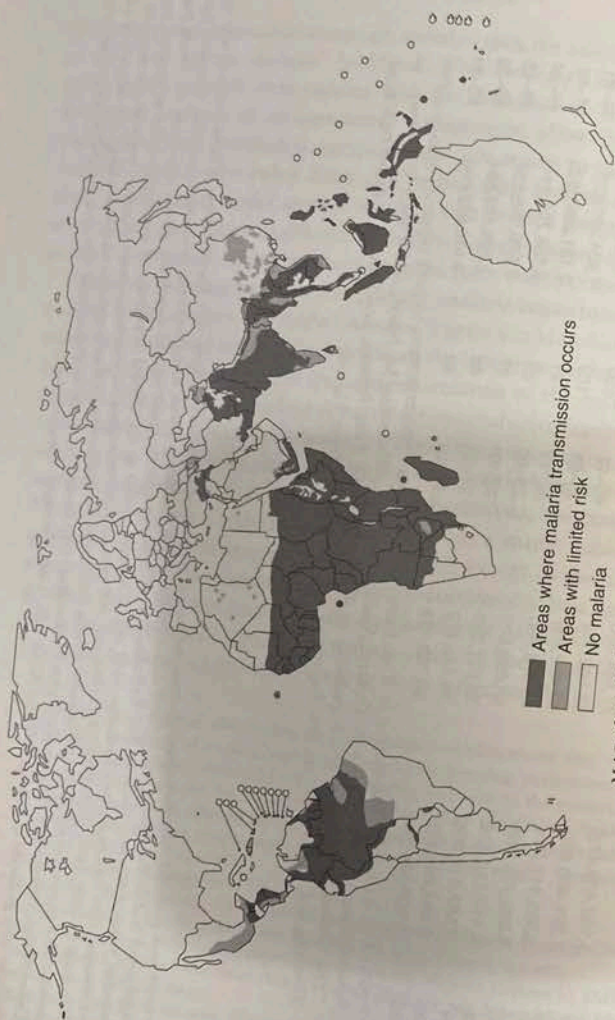 Areas where malaria transmission occurs
Areas with limited risk
No malaria